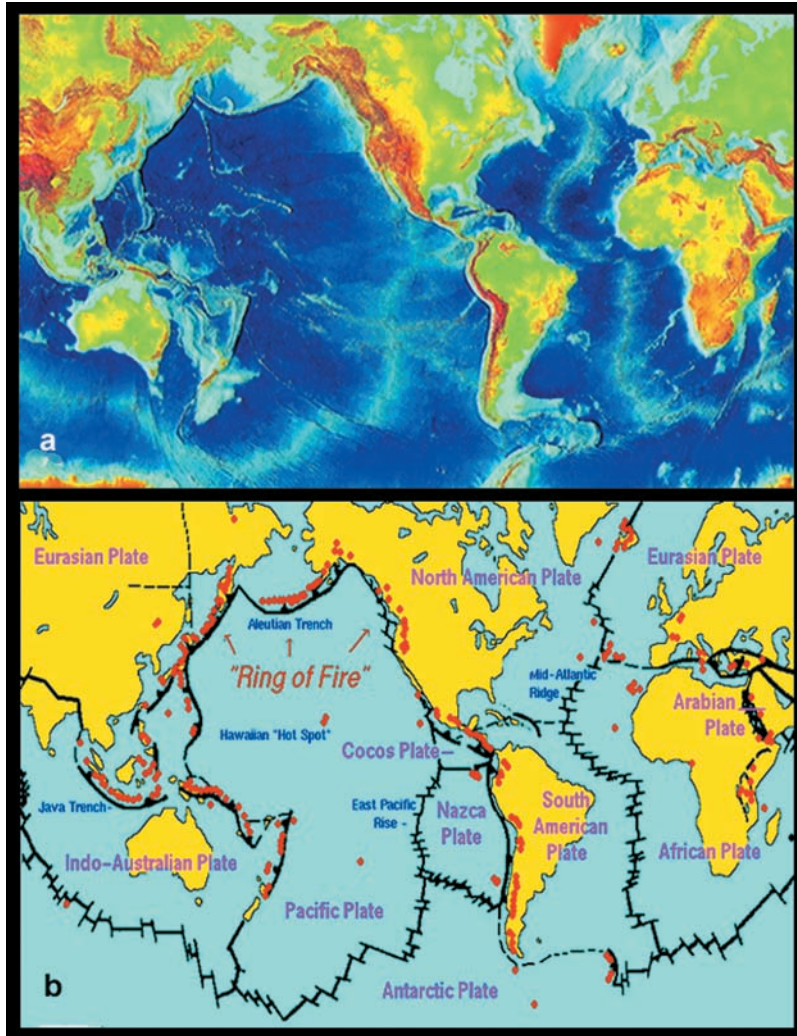 a
Eurasian Plate
North American Plate
Eurasian Plate
Aleutian Trench
"Ring of Fire"
Mid-Atlantic
Ridge
Arabian
Plate
Hawaiian "Hot Spot"
Cocos Plate
Java Trench
East Pacific
Rise
Nazca
Plate
South
American
Plate
Indo-Australian Plate
African Plate
Pacific Plate
b
Antarctic Plate